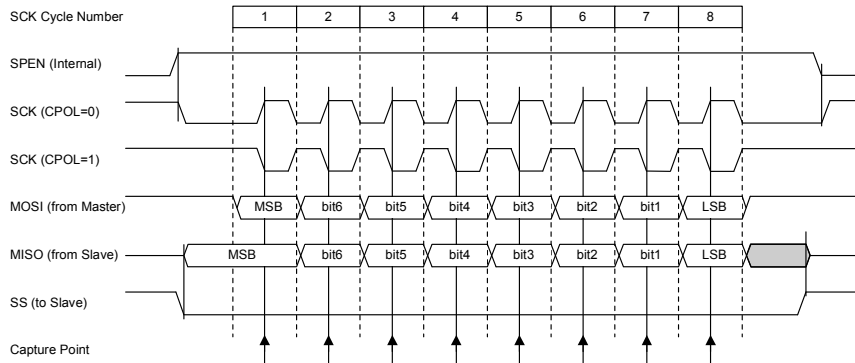 SCK Cycle Number 1 2 3 4 5 6 7 8
SPEN (Internal)
SCK (CPOL=0)
SCK (CPOL=1)
MOSI (from Master) MSB bit6 bit5 bit4 bit3 bit2 bit1 LSB
MISO (from Slave) MSB bit6 bit5 bit4 bit3 bit2 bit1 LSB
SS (to Slave)
Capture Point